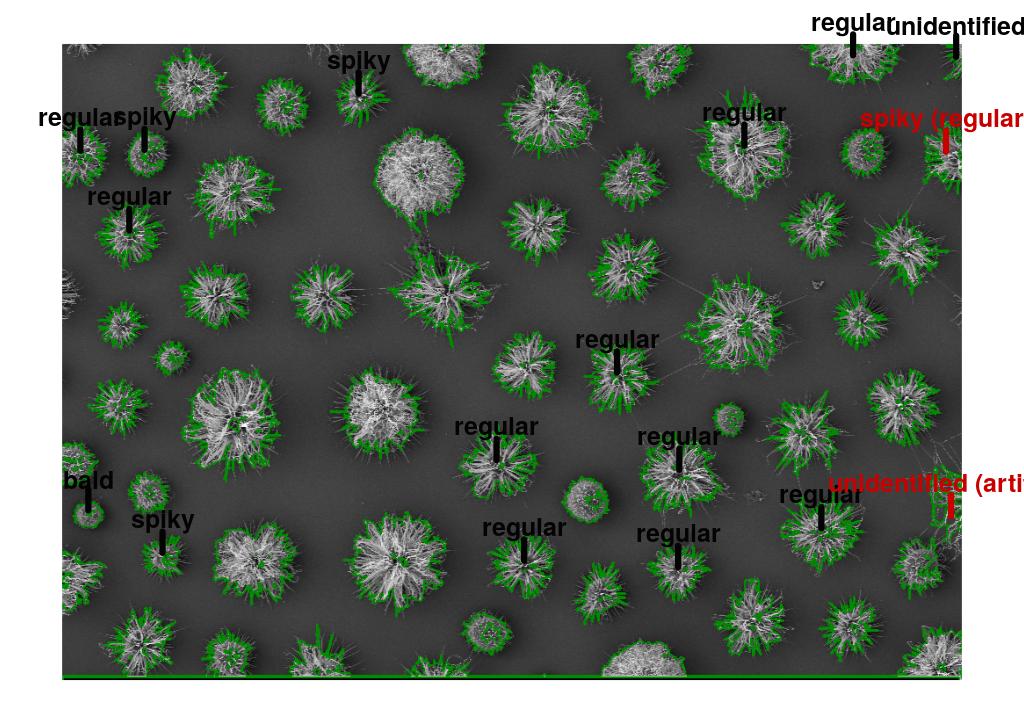 regular
unidentified
spiky
regular
spiky
regular
spiky (regular
regular
regular
regular
regular
bald
unidentified (arti
regular
spiky
regular
regular